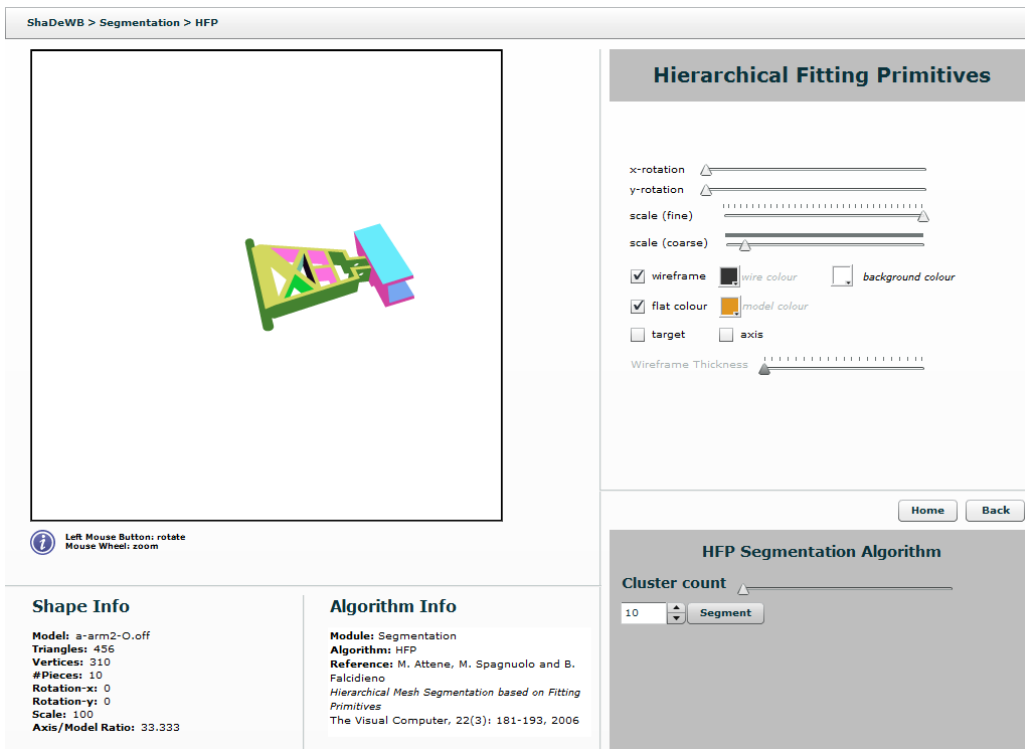 ShaDeWB > Segmentation > HFP
Hierarchical Fitting Primitives
x-rotation
y-rotation
scale (fine)
scale (coarse)
wireframe wire colour background colour
flat colour model colour
target axis
Wireframe Thickness
Home Back
i Left Mouse Button: rotate
Mouse Wheel: zoom
HFP Segmentation Algorithm
Cluster count
10 Segment
Shape Info
Model: a-arm2-O.off
Triangles: 456
Vertices: 310
#Pieces: 10
Rotation-x: 0
Rotation-y: 0
Scale: 100
Axis/Model Ratio: 33.333
Algorithm Info
Module: Segmentation
Algorithm: HFP
Reference: M. Attene, M. Spagnuolo and B.
Falcidieno
Hierarchical Mesh Segmentation based on Fitting
Primitives
The Visual Computer, 22(3): 181-193, 2006